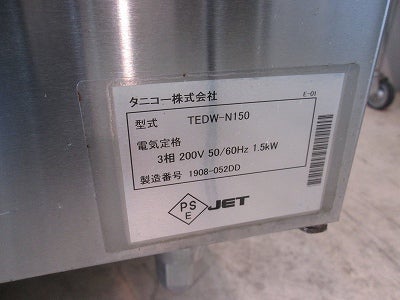 タニコー株式会社
E-01
型式 TEDW-N150
電気定格
3相 200V 50/60Hz 1.5kW
製造番号 1908-052DD
PS
E
JET